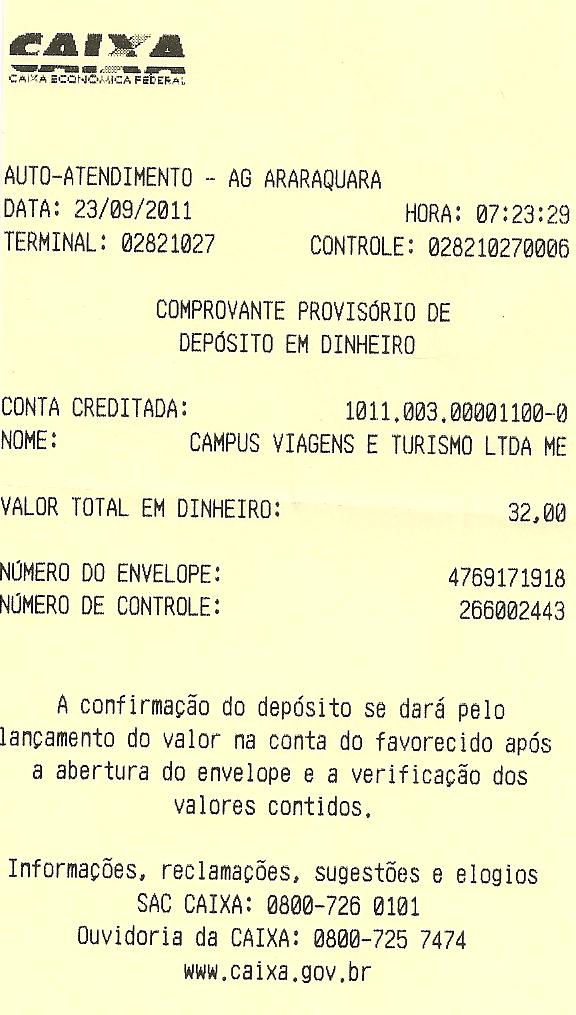 CAIXA
CAIXA ECONÔMICA FEDERAL
AUTO-ATENDIMENTO - AG ARARAQUARA
DATA: 23/09/2011 HORA: 07:23:29
TERMINAL: 02821027 CONTROLE: 028210270006
COMPROVANTE PROVISÓRIO DE
DEPÓSITO EM DINHEIRO
CONTA CREDITADA: 1011.003.00001100-0
NOME: CAMPUS VIAGENS E TURISMO LTDA ME
VALOR TOTAL EM DINHEIRO: 32,00
NÚMERO DO ENVELOPE: 4769171918
NÚMERO DE CONTROLE: 266002443
A confirmação do depósito se dará pelo
lançamento do valor na conta do favorecido após
a abertura do envelope e a verificação dos
valores contidos.
Informações, reclamações, sugestões e elogios
SAC CAIXA: 0800-726 0101
Ouvidoria da CAIXA: 0800-725 7474
www.caixa.gov.br